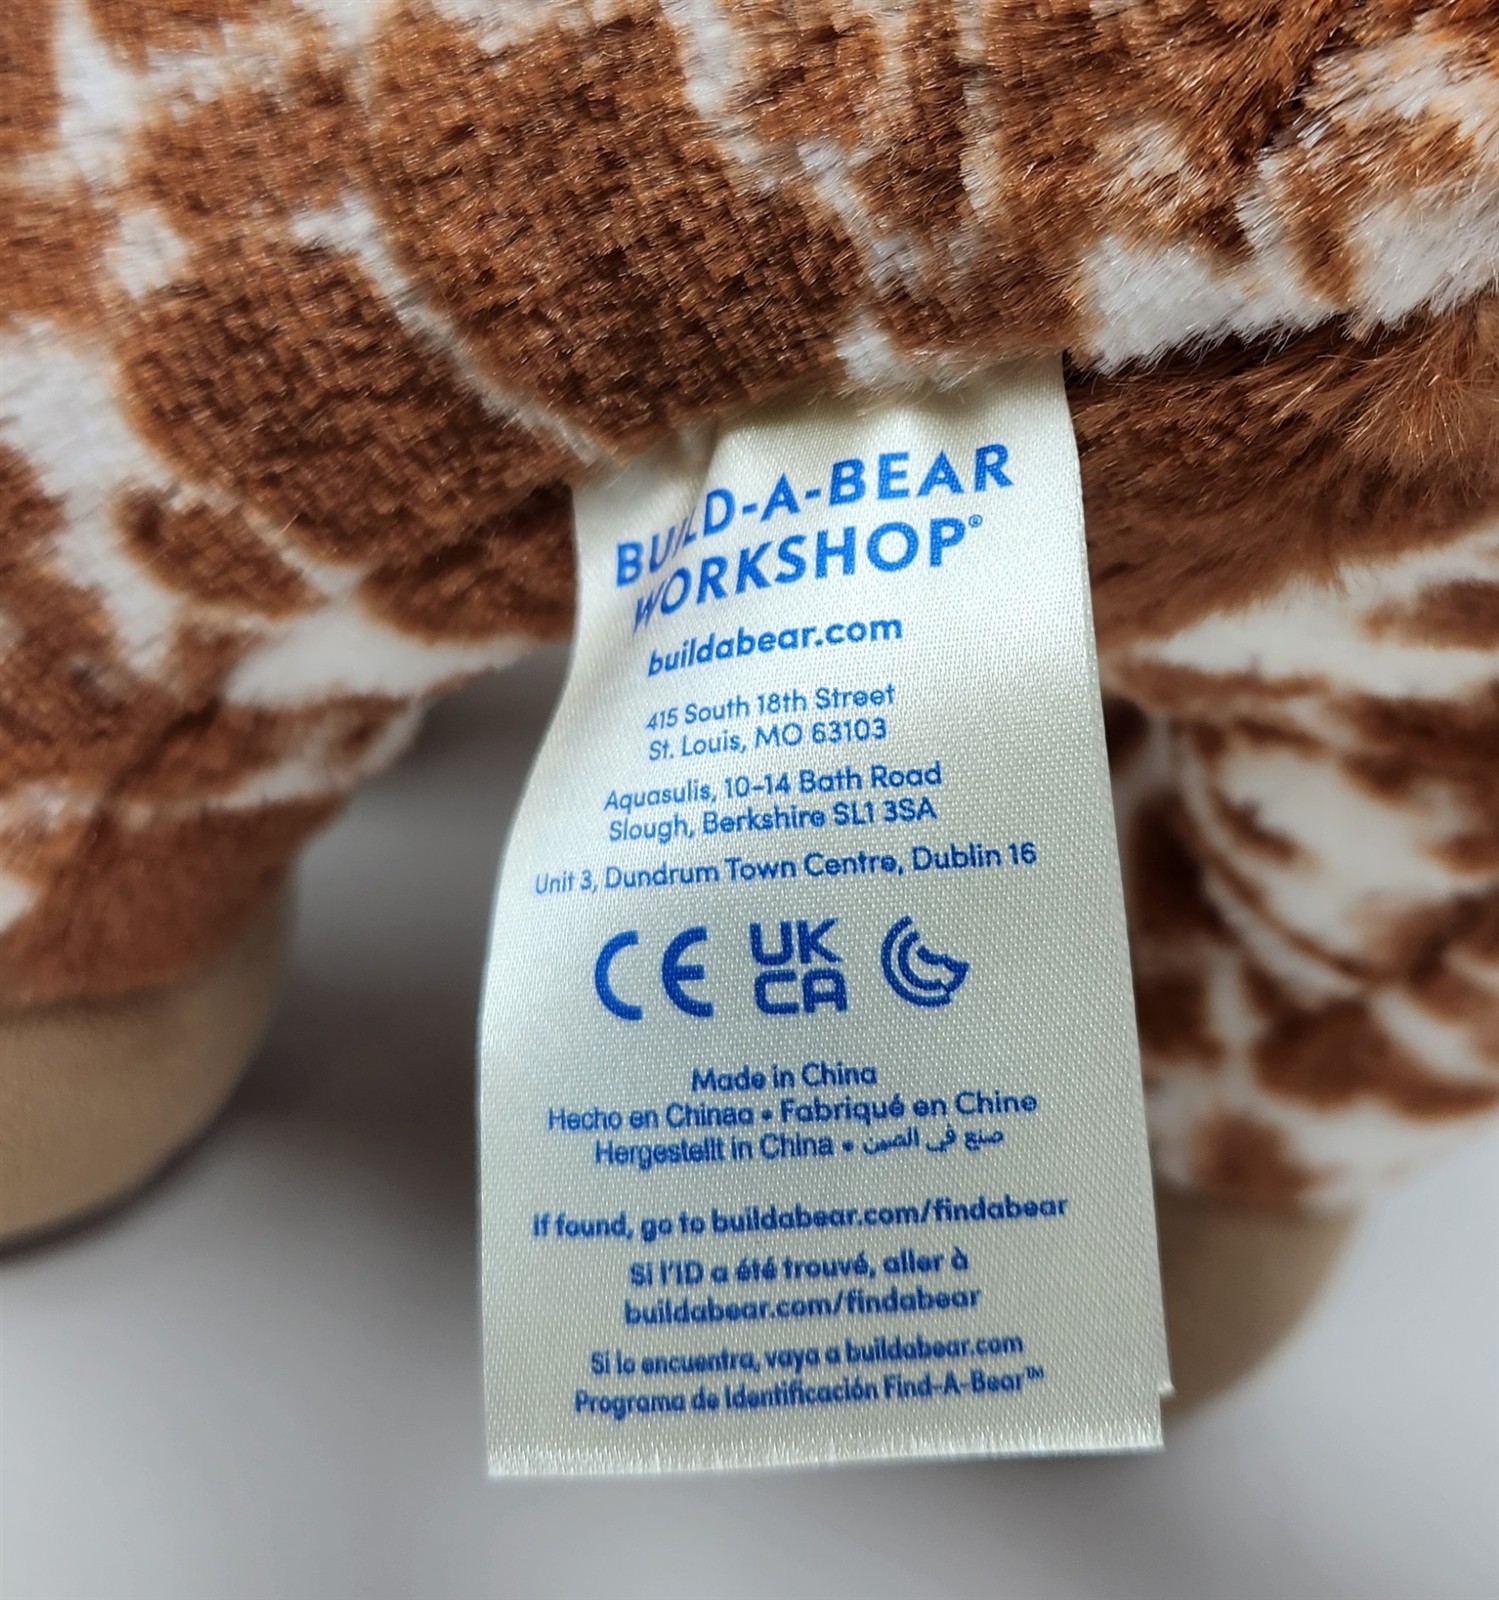 BUILD-A-BEAR
WORKSHOP®
buildabear.com
415 South 18th Street
St. Louis, MO 63103
Aquasulis, 10-14 Bath Road
Slough, Berkshire SL1 3SA
Unit 3, Dundrum Town Centre, Dublin 16
CE UK
CA
Made in China
Hecho en Chinaa • Fabriqué en Chine
Hergestellt in China • صنع في الصين
If found, go to buildabear.com/findabear
Si l'ID a été trouvé, aller à
buildabear.com/findabear
Si lo encuentra, vaya a buildabear.com
Programa de Identificación Find-A-Bear™